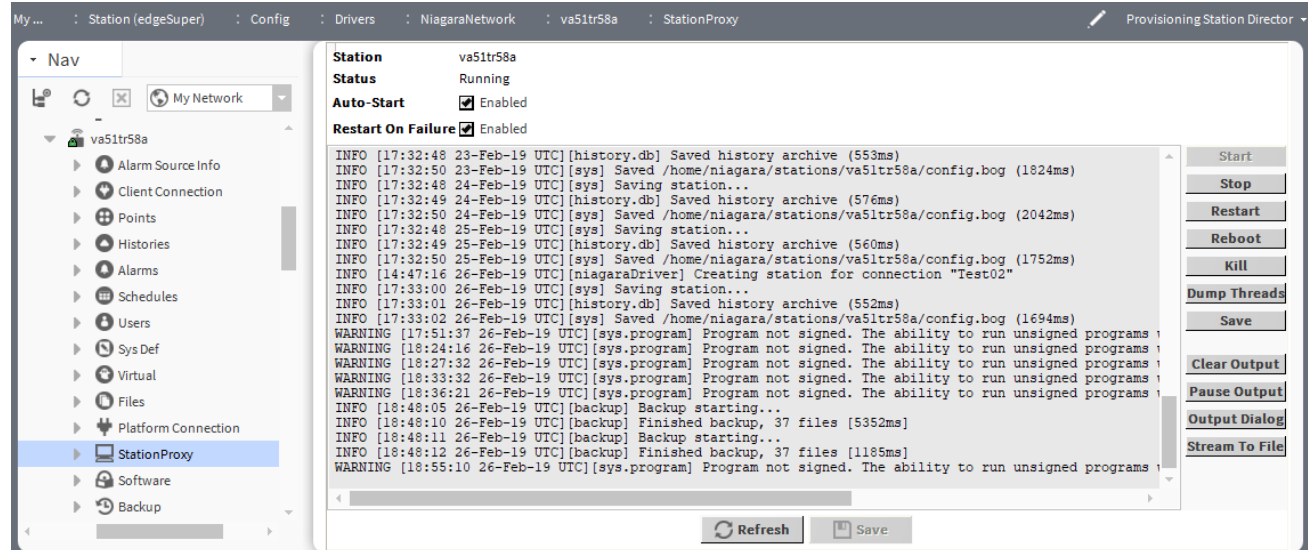 My ... : Station (edgeSuper) : Config : Drivers : NiagaraNetwork : va51tr58a : StationProxy Provisioning Station Director
Nav
My Network
va51tr58a
Alarm Source Info
Client Connection
Points
Histories
Alarms
Schedules
Users
Sys Def
Virtual
Files
Platform Connection
StationProxy
Software
Backup
Station va51tr58a
Status Running
Auto-Start Enabled
Restart On Failure Enabled
INFO [17:32:48 23-Feb-19 UTC][history.db] Saved history archive (553ms)
INFO [17:32:50 23-Feb-19 UTC][sys] Saved /home/niagara/stations/va51tr58a/config.bog (1824ms)
INFO [17:32:48 24-Feb-19 UTC][sys] Saving station...
INFO [17:32:49 24-Feb-19 UTC][history.db] Saved history archive (576ms)
INFO [17:32:50 24-Feb-19 UTC][sys] Saved /home/niagara/stations/va51tr58a/config.bog (2042ms)
INFO [17:32:48 25-Feb-19 UTC][sys] Saving station...
INFO [17:32:49 25-Feb-19 UTC][history.db] Saved history archive (560ms)
INFO [17:32:50 25-Feb-19 UTC][sys] Saved /home/niagara/stations/va51tr58a/config.bog (1752ms)
INFO [14:47:16 26-Feb-19 UTC][niagaraDriver] Creating station for connection "Test02"
INFO [17:33:00 26-Feb-19 UTC][sys] Saving station...
INFO [17:33:01 26-Feb-19 UTC][history.db] Saved history archive (552ms)
INFO [17:33:02 26-Feb-19 UTC][sys] Saved /home/niagara/stations/va51tr58a/config.bog (1694ms)
WARNING [17:51:37 26-Feb-19 UTC][sys.program] Program not signed. The ability to run unsigned programs
WARNING [18:24:16 26-Feb-19 UTC][sys.program] Program not signed. The ability to run unsigned programs
WARNING [18:27:32 26-Feb-19 UTC][sys.program] Program not signed. The ability to run unsigned programs
WARNING [18:33:32 26-Feb-19 UTC][sys.program] Program not signed. The ability to run unsigned programs
WARNING [18:36:21 26-Feb-19 UTC][sys.program] Program not signed. The ability to run unsigned programs
INFO [18:48:05 26-Feb-19 UTC][backup] Backup starting...
INFO [18:48:10 26-Feb-19 UTC][backup] Finished backup, 37 files [5352ms]
INFO [18:48:11 26-Feb-19 UTC][backup] Backup starting...
INFO [18:48:12 26-Feb-19 UTC][backup] Finished backup, 37 files [1185ms]
WARNING [18:55:10 26-Feb-19 UTC][sys.program] Program not signed. The ability to run unsigned programs
Start
Stop
Restart
Reboot
Kill
Dump Threads
Save
Clear Output
Pause Output
Output Dialog
Stream To File
Refresh Save